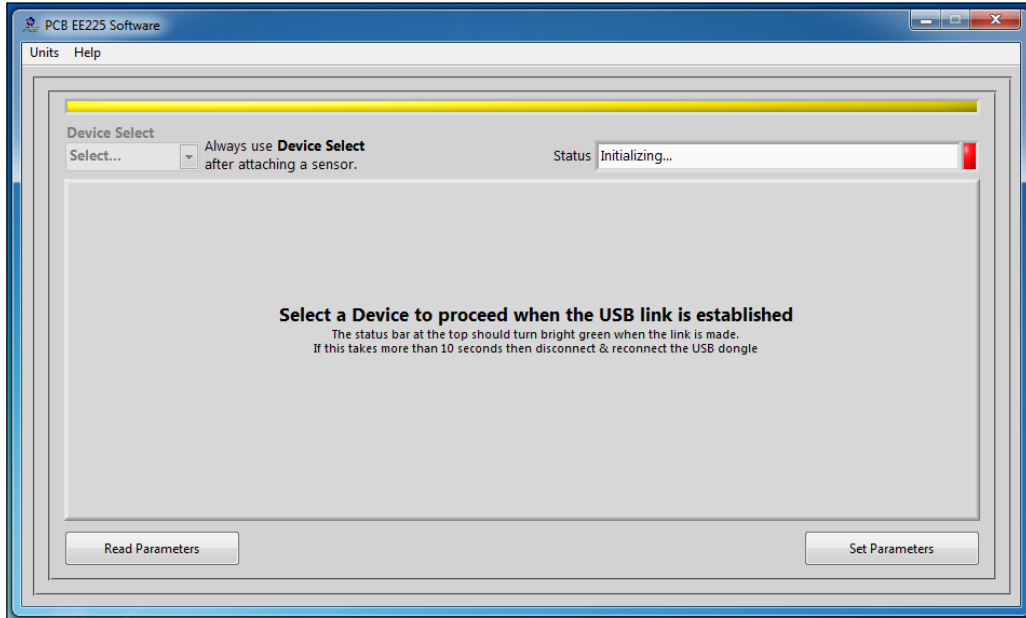 PCB EE225 Software
Units Help
Device Select
Select...
Always use Device Select
after attaching a sensor.
Status Initializing...
Select a Device to proceed when the USB link is established
The status bar at the top should turn bright green when the link is made.
If this takes more than 10 seconds then disconnect & reconnect the USB dongle
Read Parameters
Set Parameters